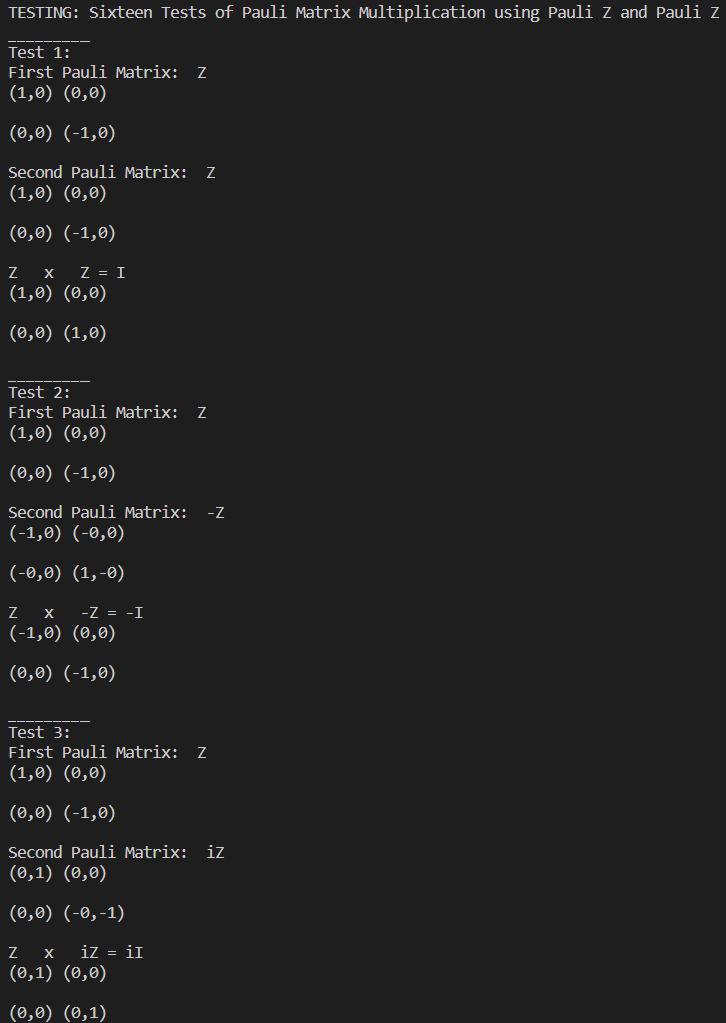 TESTING: Sixteen Tests of Pauli Matrix Multiplication using Pauli Z and Pauli Z
_________
Test 1:
First Pauli Matrix:  Z
(1,0) (0,0)
(0,0) (-1,0)
Second Pauli Matrix:  Z
(1,0) (0,0)
(0,0) (-1,0)
Z   x   Z = I
(1,0) (0,0)
(0,0) (1,0)
_________
Test 2:
First Pauli Matrix:  Z
(1,0) (0,0)
(0,0) (-1,0)
Second Pauli Matrix:  -Z
(-1,0) (-0,0)
(-0,0) (1,-0)
Z   x   -Z = -I
(-1,0) (0,0)
(0,0) (-1,0)
_________
Test 3:
First Pauli Matrix:  Z
(1,0) (0,0)
(0,0) (-1,0)
Second Pauli Matrix:  iZ
(0,1) (0,0)
(0,0) (-0,-1)
Z   x   iZ = iI
(0,1) (0,0)
(0,0) (0,1)